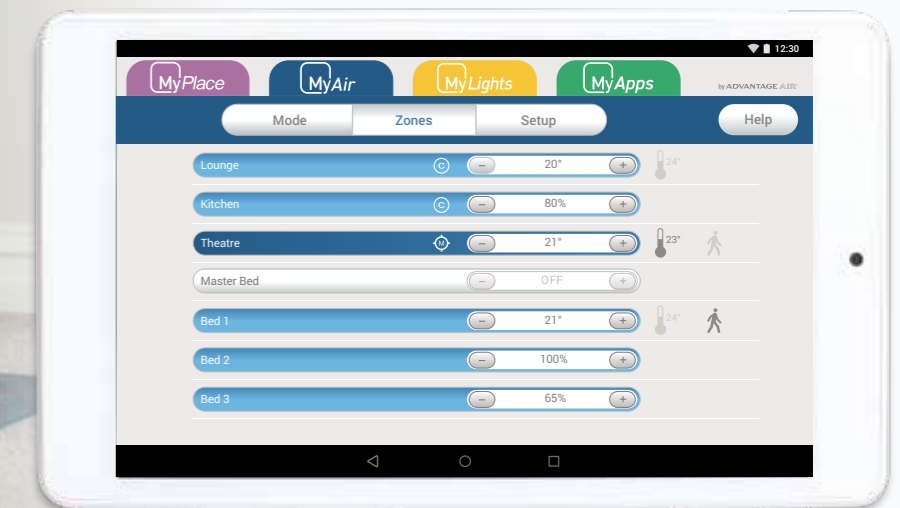 12:30
MyPlace MyAir MyLights MyApps by ADVANTAGE AIR
Mode Zones Setup Help
Lounge C − 20° + 24°
Kitchen C − 80% +
Theatre M − 21° + 23°
Master Bed − OFF +
Bed 1 − 21° + 24°
Bed 2 − 100% +
Bed 3 − 65% +